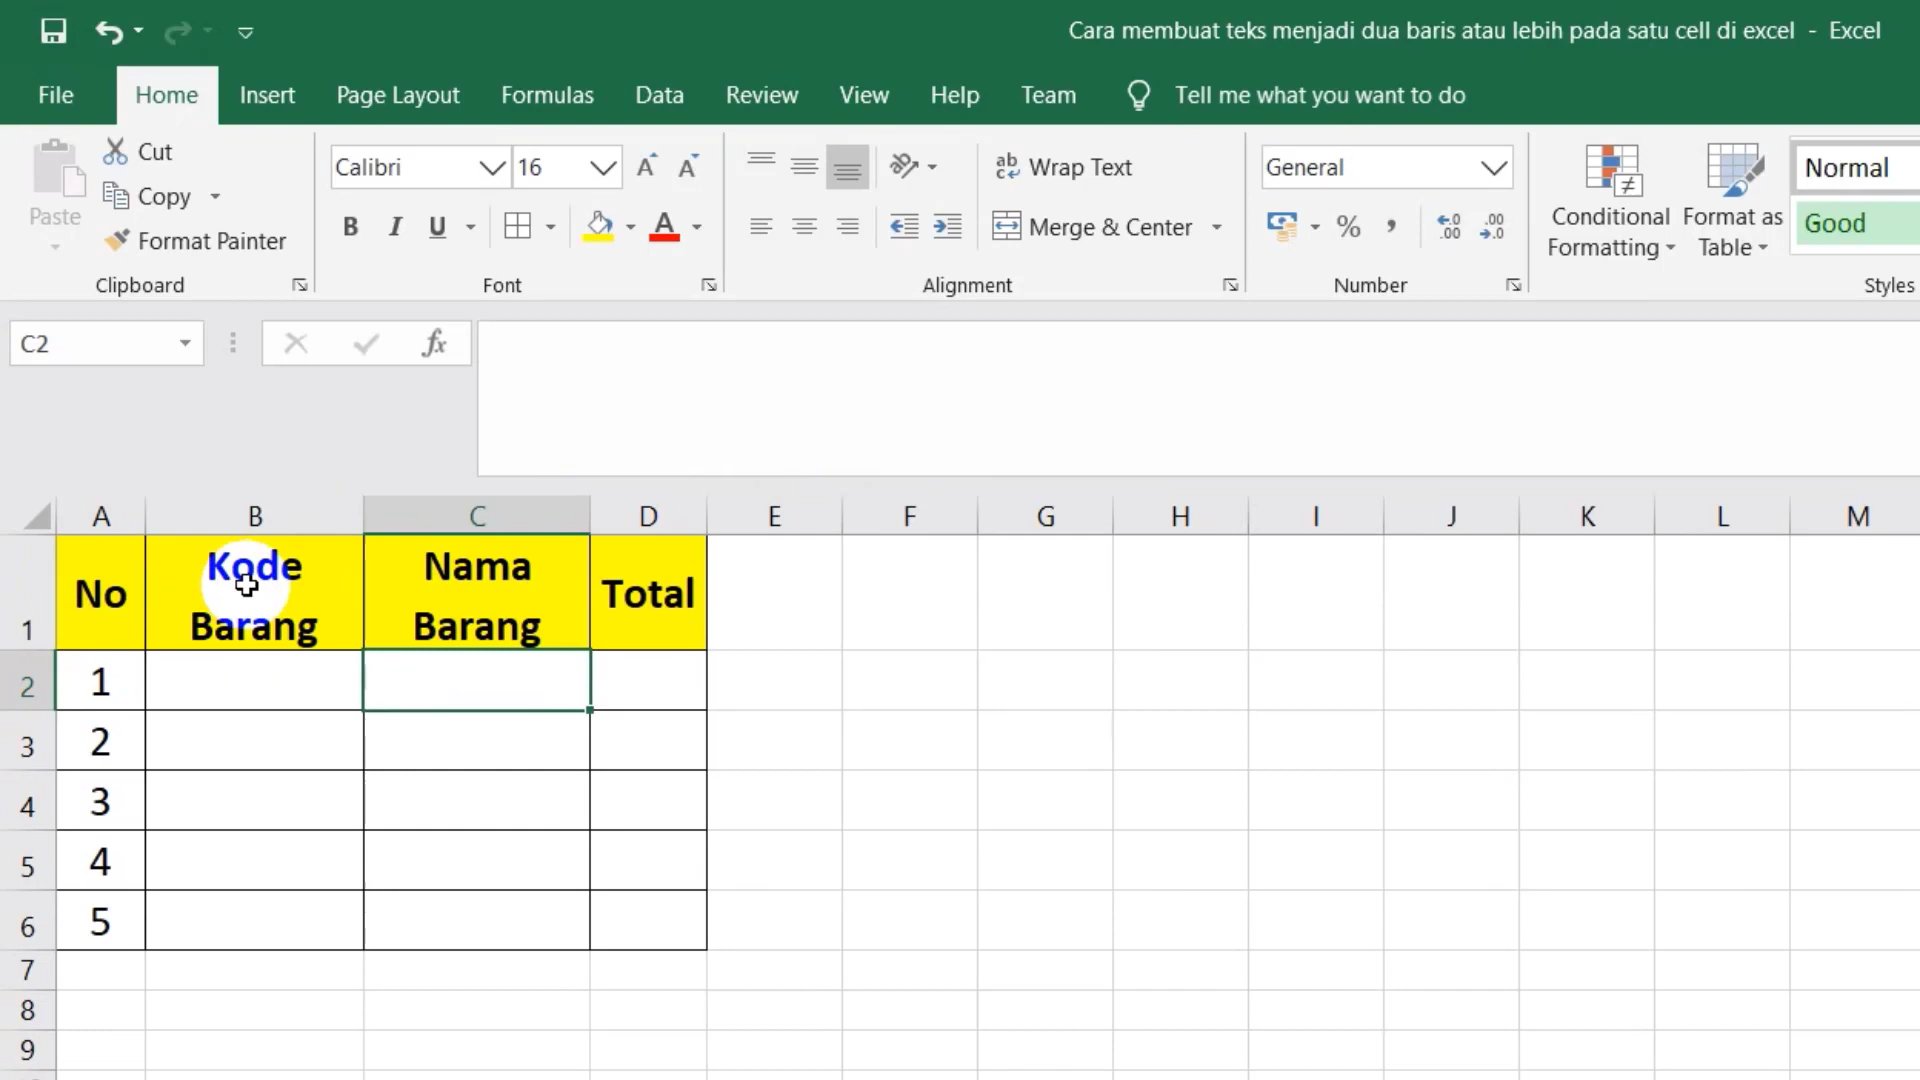 Cara membuat teks menjadi dua baris atau lebih pada satu cell di excel - Excel
File Home Insert Page Layout Formulas Data Review View Help Team Tell me what you want to do
Cut
Copy
Paste
Format Painter
Clipboard
Calibri 16
B I U
Font
Wrap Text
Merge & Center
Alignment
General
Number
Conditional Formatting
Format as Table
Normal
Good
Styles
C2 fx
A B C D E F G H I J K L M
1 No Kode Barang Nama Barang Total
2 1
3 2
4 3
5 4
6 5
7
8
9